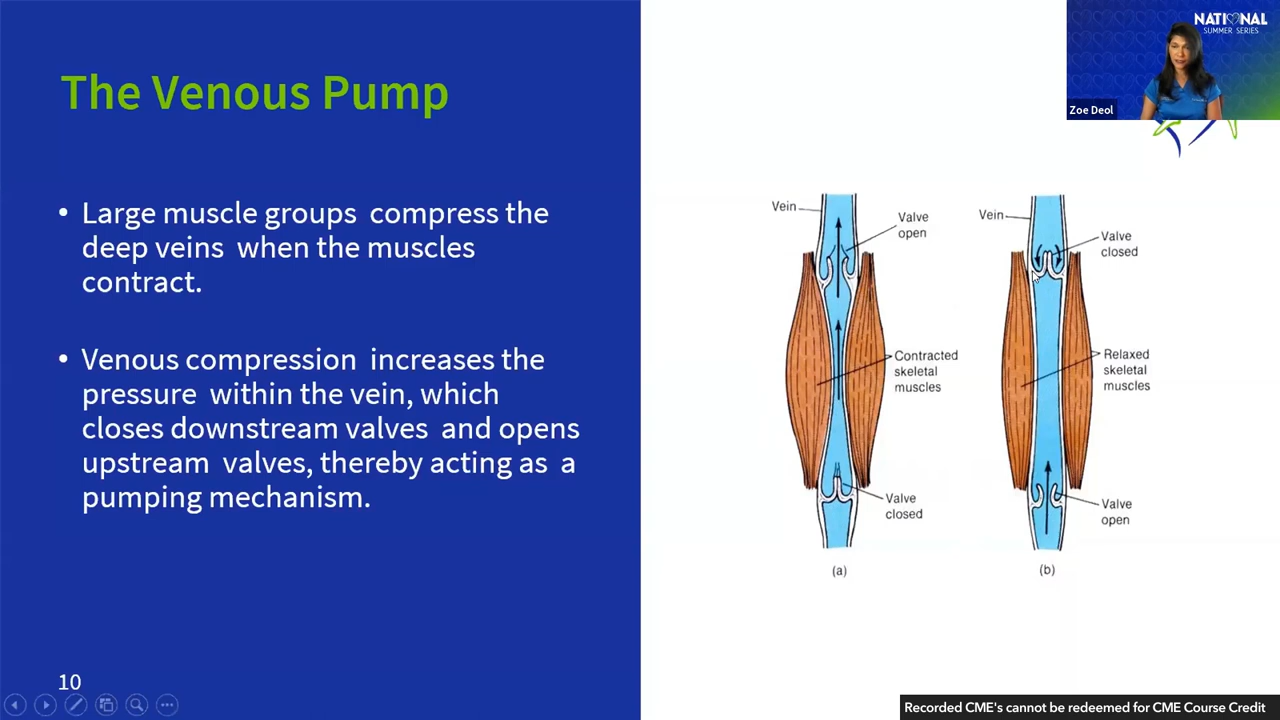 The Venous Pump
• Large muscle groups compress the
deep veins when the muscles
contract.
• Venous compression increases the
pressure within the vein, which
closes downstream valves and opens
upstream valves, thereby acting as a
pumping mechanism.
10
NATIONAL
SUMMER SERIES
Zoe Deol
Vein
Valve
open
Contracted
skeletal
muscles
Valve
closed
(a)
Vein
Valve
closed
Relaxed
skeletal
muscles
Valve
open
(b)
Recorded CME's cannot be redeemed for CME Course Credit